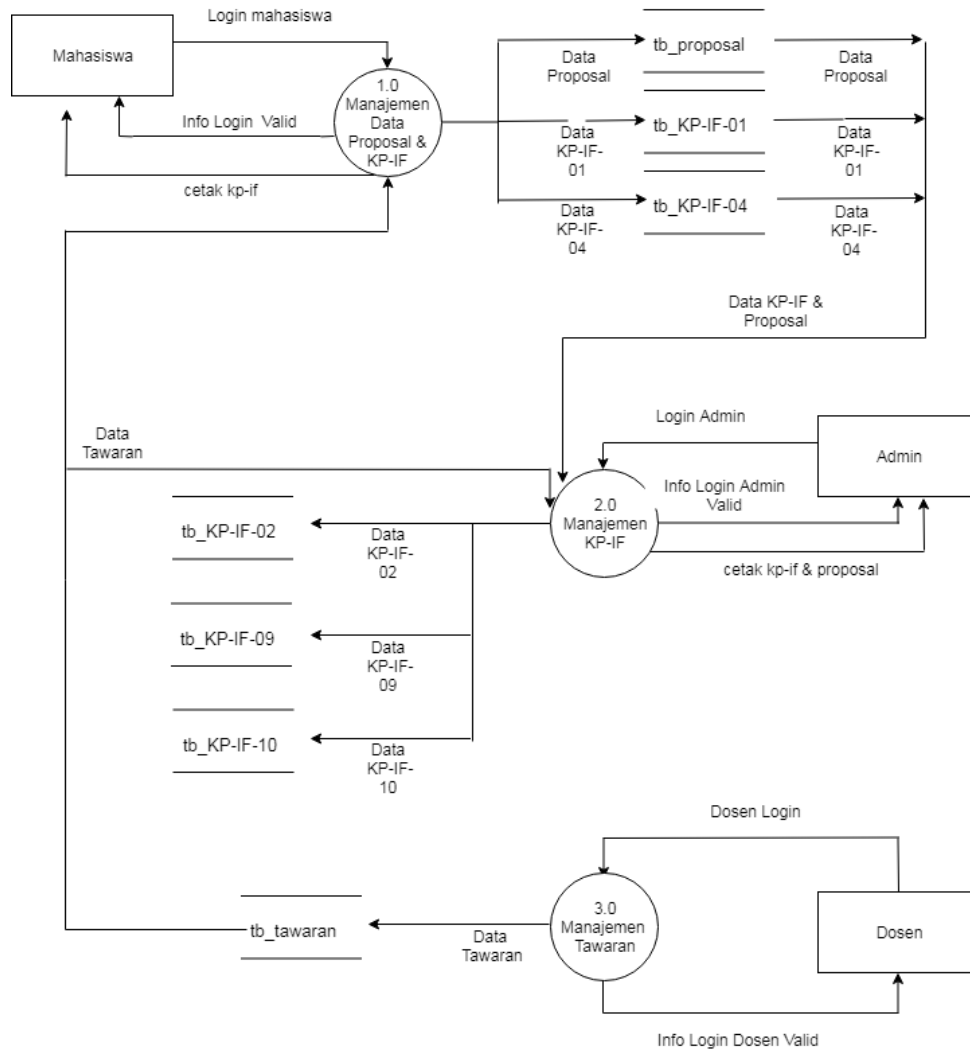 Login mahasiswa
Mahasiswa
Info Login Valid
cetak kp-if
1.0
Manajemen
Data
Proposal &
KP-IF
tb_proposal
Data
Proposal
Data
Proposal
tb_KP-IF-01
Data
KP-IF-
01
Data
KP-IF-
01
tb_KP-IF-04
Data
KP-IF-
04
Data
KP-IF-
04
Data KP-IF &
Proposal
Data
Tawaran
Login Admin
Admin
Info Login Admin
Valid
cetak kp-if & proposal
2.0
Manajemen
KP-IF
tb_KP-IF-02
Data
KP-IF-
02
tb_KP-IF-09
Data
KP-IF-
09
tb_KP-IF-10
Data
KP-IF-
10
Dosen Login
3.0
Manajemen
Tawaran
Dosen
tb_tawaran
Data
Tawaran
Info Login Dosen Valid